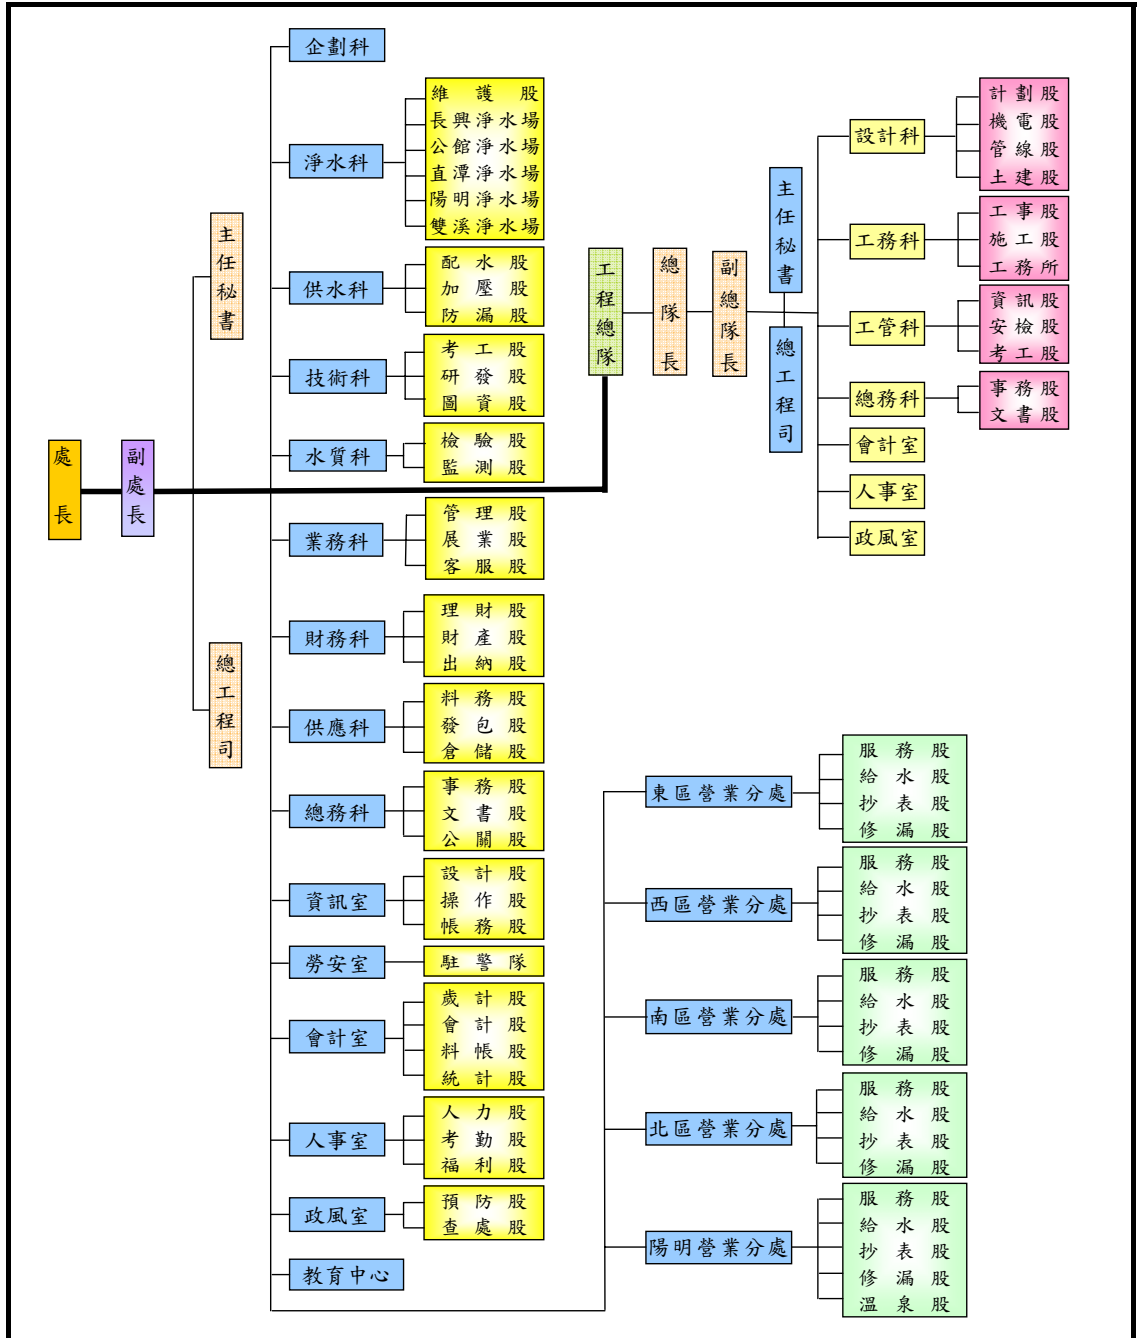 處長
副處長
主任秘書
總工程司
企劃科
淨水科
維護股
長興淨水場
公館淨水場
直潭淨水場
陽明淨水場
雙溪淨水場
供水科
配水股
加壓股
防漏股
技術科
考工股
研發股
圖資股
水質科
檢驗股
監測股
業務科
管理股
展業股
客服股
財務科
理財股
財產股
出納股
供應科
料務股
發包股
倉儲股
總務科
事務股
文書股
公關股
資訊室
設計股
操作股
帳務股
勞安室
駐警隊
會計室
歲計股
會計股
料帳股
統計股
人事室
人力股
考勤股
福利股
政風室
預防股
查處股
教育中心
工程總隊
總隊長
副總隊長
主任秘書
總工程司
設計科
計劃股
機電股
管線股
土建股
工務科
工事股
施工股
工務所
工管科
資訊股
安檢股
考工股
總務科
事務股
文書股
會計室
人事室
政風室
東區營業分處
服務股
給水股
抄表股
修漏股
西區營業分處
服務股
給水股
抄表股
修漏股
南區營業分處
服務股
給水股
抄表股
修漏股
北區營業分處
服務股
給水股
抄表股
修漏股
陽明營業分處
服務股
給水股
抄表股
修漏股
溫泉股